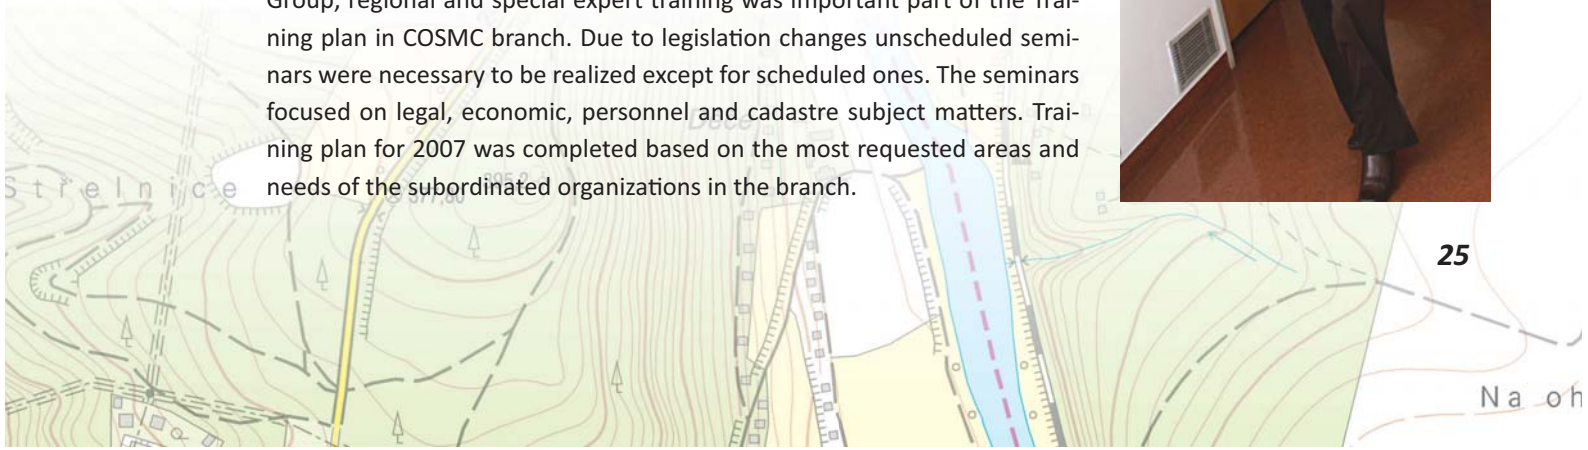 Group, regional and special expert training was important part of the Trai-
ning plan in COSMC branch. Due to legislation changes unscheduled semi-
nars were necessary to be realized except for scheduled ones. The seminars
focused on legal, economic, personnel and cadastre subject matters. Trai-
ning plan for 2007 was completed based on the most requested areas and
needs of the subordinated organizations in the branch.
Střelnice
377,60
25
Na oh